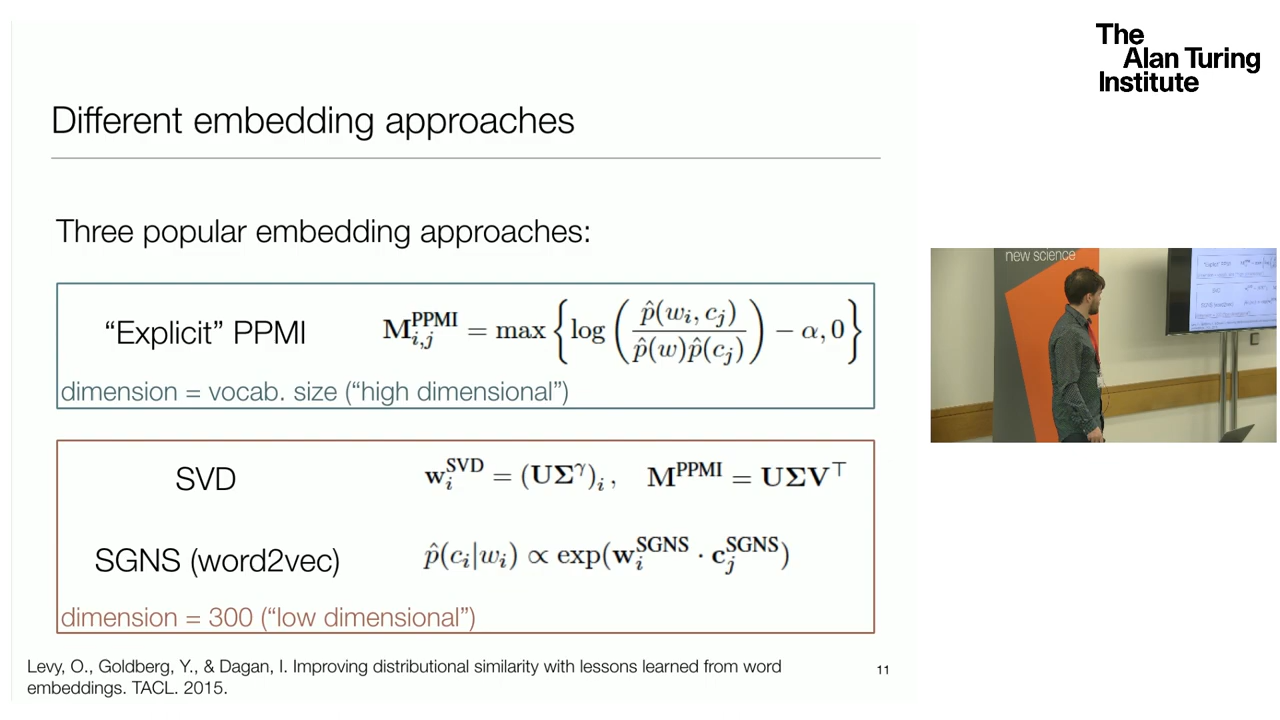 The
Alan Turing
Institute
Different embedding approaches
Three popular embedding approaches:
"Explicit" PPMI M_{i,j}^{PPMI} = max { log ( p̂(w_i, c_j) / p̂(w)p̂(c_j) ) − α, 0 }
dimension = vocab. size ("high dimensional")
SVD w_i^{SVD} = (UΣ^γ)_i , M^{PPMI} = UΣV^⊤
SGNS (word2vec) p̂(c_i|w_i) ∝ exp(w_i^{SGNS} · c_j^{SGNS})
dimension = 300 ("low dimensional")
Levy, O., Goldberg, Y., & Dagan, I. Improving distributional similarity with lessons learned from word
embeddings. TACL. 2015.
11
new science